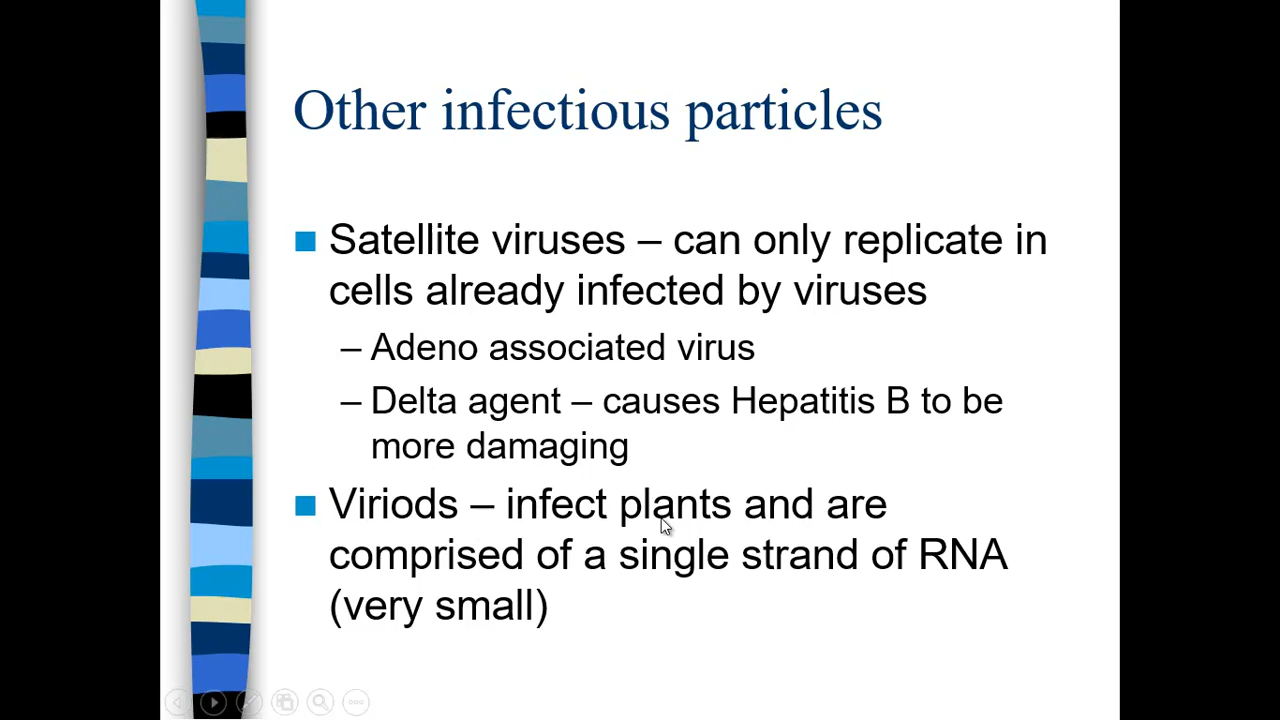 Other infectious particles
Satellite viruses – can only replicate in
cells already infected by viruses
– Adeno associated virus
– Delta agent – causes Hepatitis B to be
more damaging
Viriods – infect plants and are
comprised of a single strand of RNA
(very small)